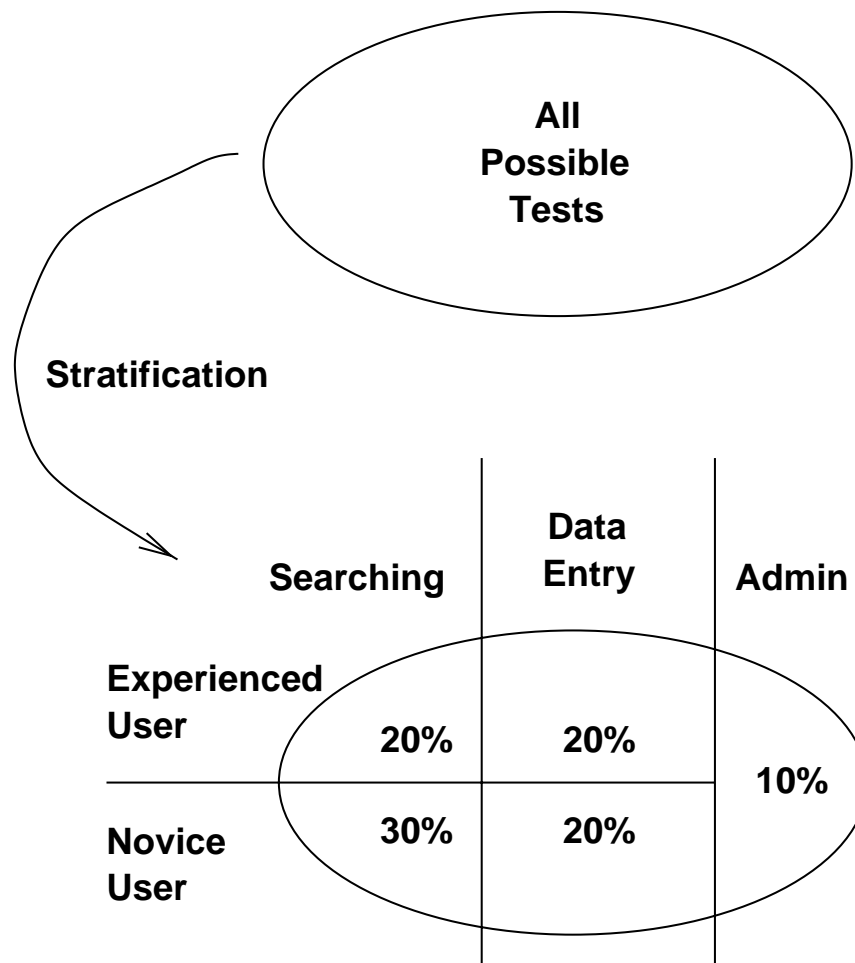 All
Possible
Tests
Stratification
Data
Entry
Searching
Admin
Experienced
User
20%
20%
10%
Novice
User
30%
20%